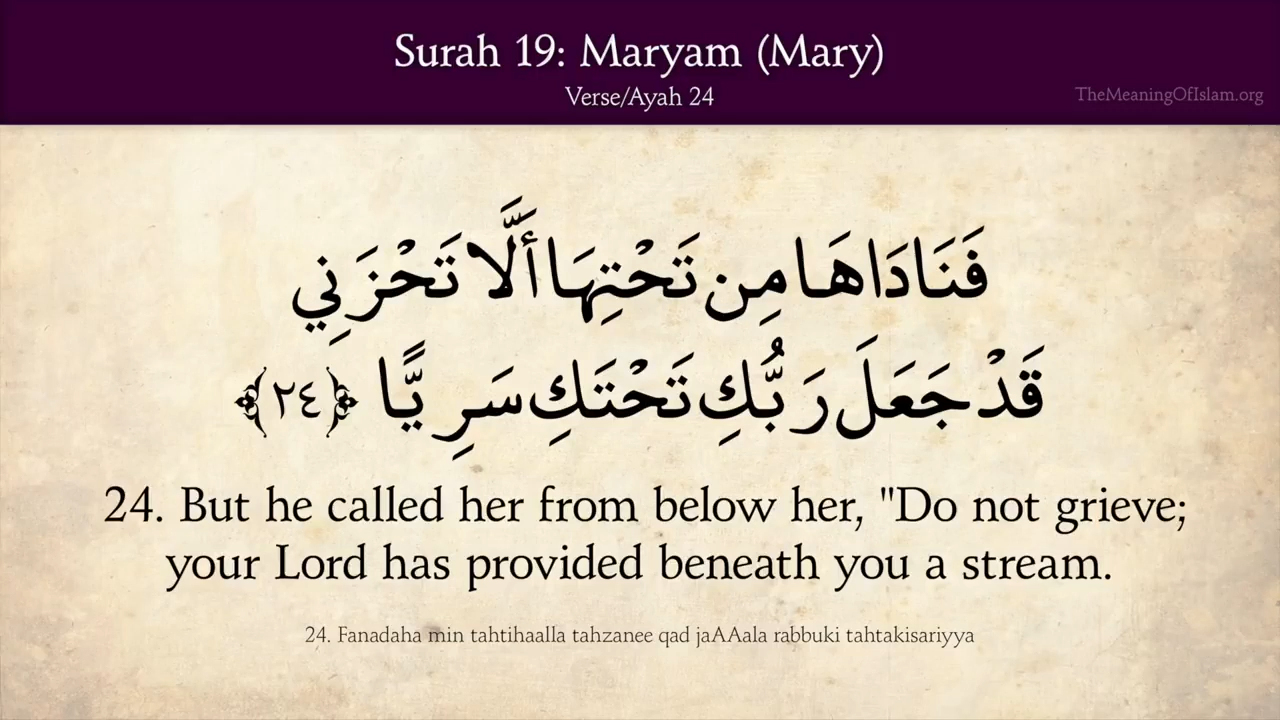 Surah 19: Maryam (Mary)
Verse/Ayah 24
TheMeaningOfIslam.org
فَنَادَاهَا مِن تَحْتِهَا أَلَّا تَحْزَنِي
قَدْ جَعَلَ رَبُّكِ تَحْتَكِ سَرِيًّا ﴿٢٤﴾
24. But he called her from below her, "Do not grieve;
your Lord has provided beneath you a stream.
24. Fanadaha min tahtihaalla tahzanee qad jaAAala rabbuki tahtakisariyya